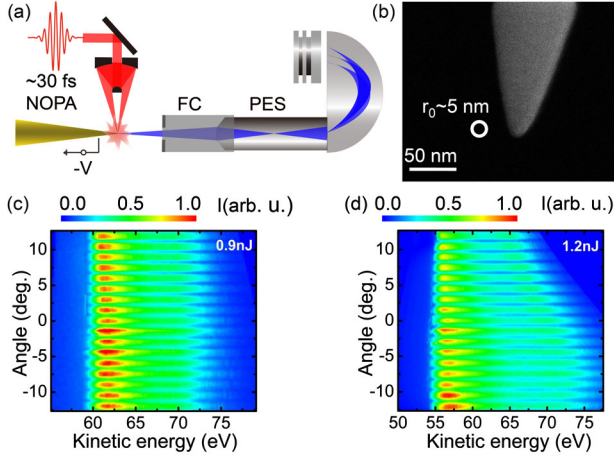 (a)
~30 fs
NOPA
FC
PES
-V
(b)
r0~5 nm
50 nm
(c)
I(arb. u.)
0.0 0.5 1.0
0.9nJ
Angle (deg.)
10
5
0
-5
-10
60 65 70 75
Kinetic energy (eV)
(d)
I(arb. u.)
0.0 0.5 1.0
1.2nJ
Angle (deg.)
10
5
0
-5
-10
50 55 60 65 70 75
Kinetic energy (eV)